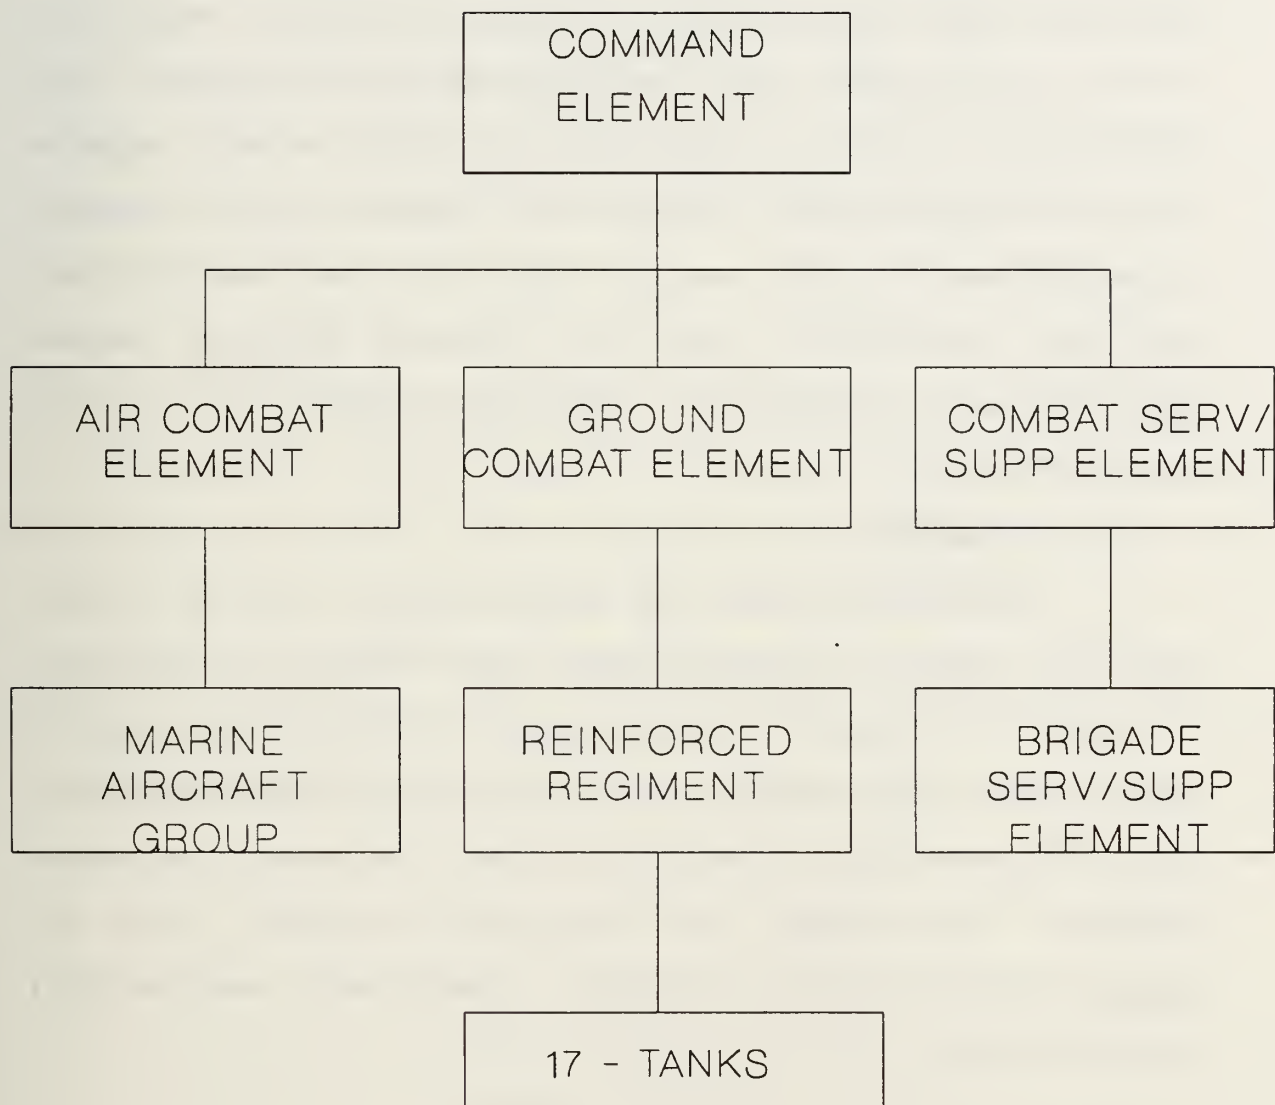 COMMAND
ELEMENT
AIR COMBAT
ELEMENT
GROUND
COMBAT ELEMENT
COMBAT SERV/
SUPP ELEMENT
MARINE
AIRCRAFT
GROUP
REINFORCED
REGIMENT
BRIGADE
SERV/SUPP
ELEMENT
17 - TANKS